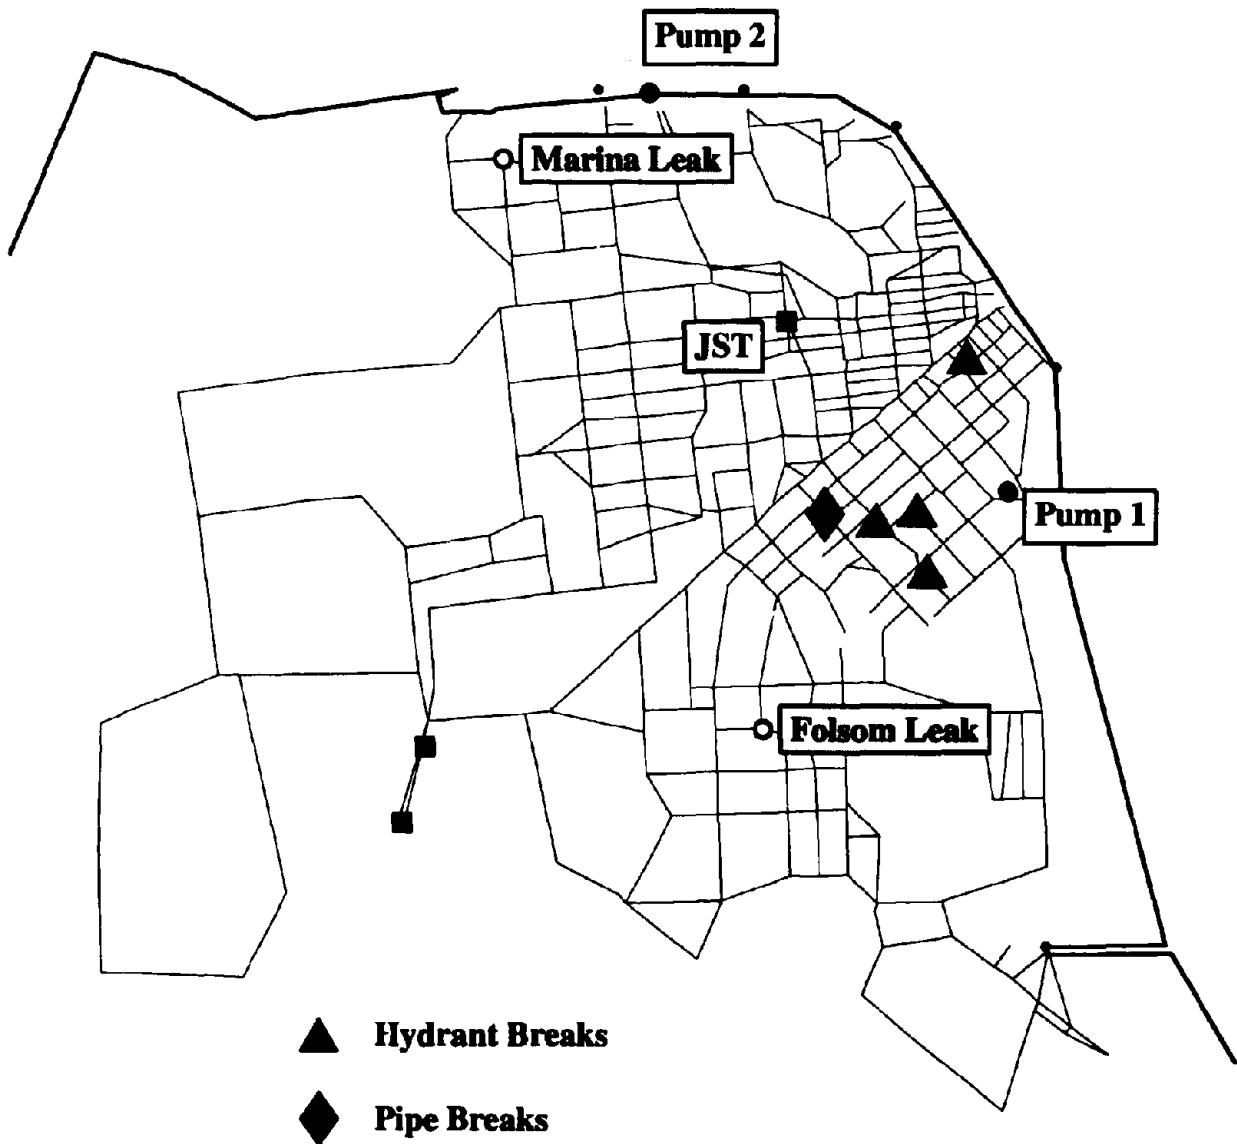 Pump 2
Marina Leak
JST
Pump 1
Folsom Leak
Hydrant Breaks
Pipe Breaks